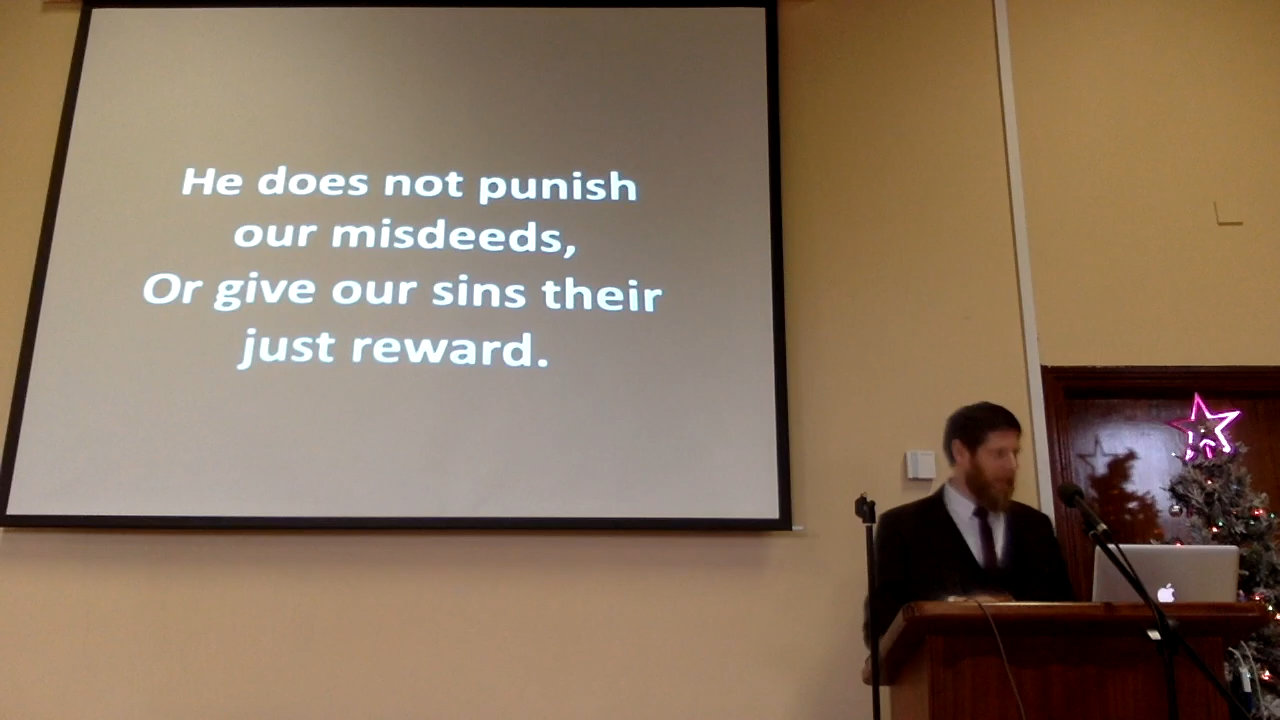 He does not punish
our misdeeds,
Or give our sins their
just reward.